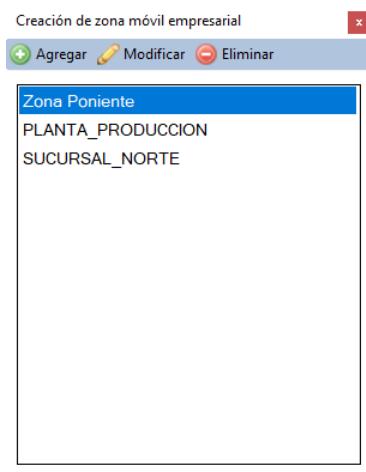 Creación de zona móvil empresarial x
Agregar Modificar Eliminar
Zona Poniente
PLANTA_PRODUCCION
SUCURSAL_NORTE